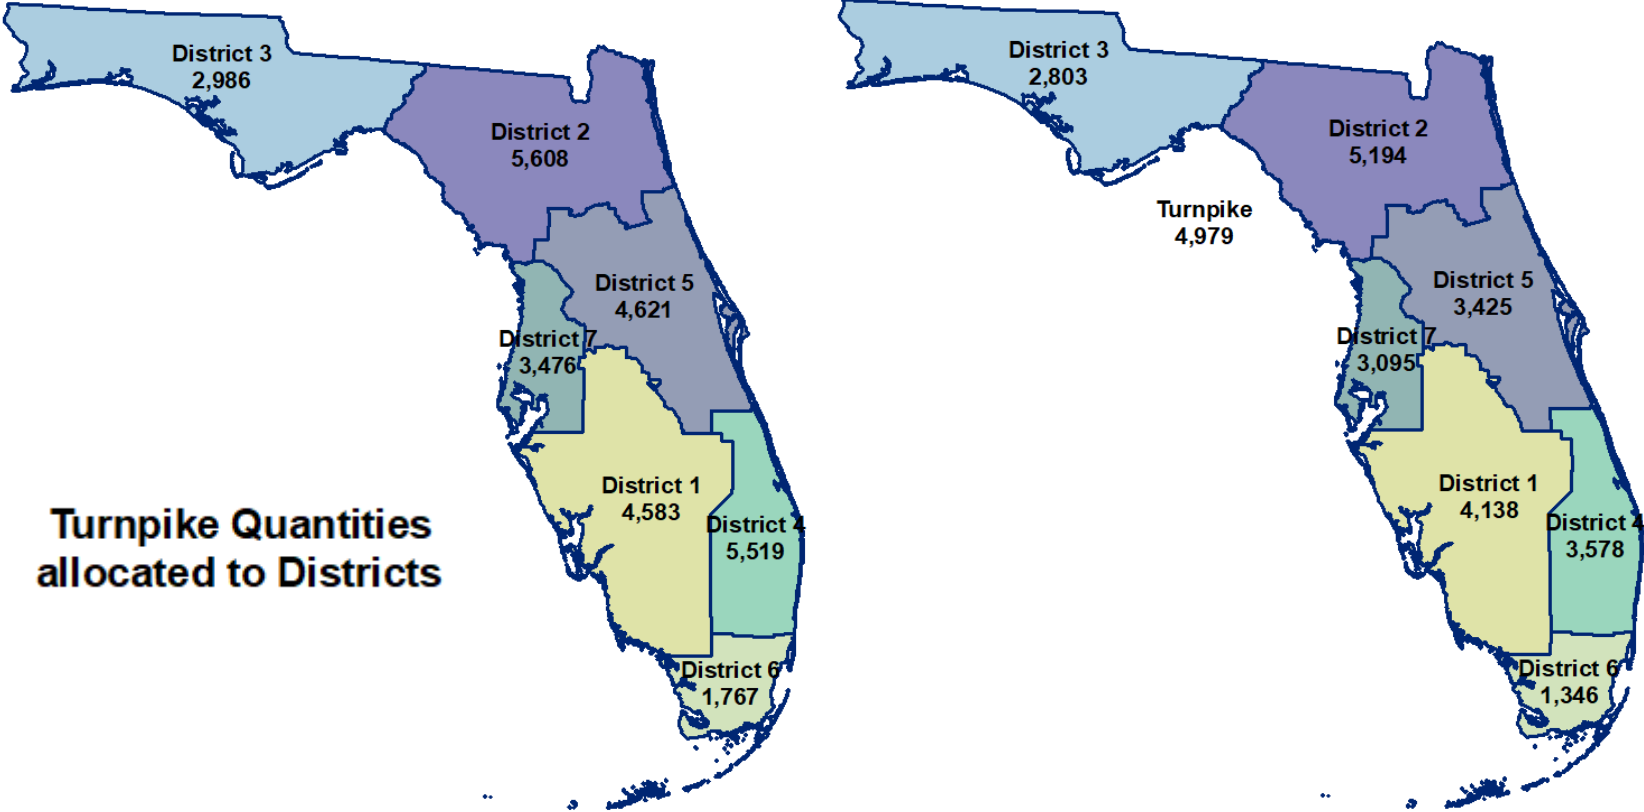 District 3
2,986
District 2
5,608
District 5
4,621
District 7
3,476
District 1
4,583
District 4
5,519
District 6
1,767
Turnpike Quantities
allocated to Districts
District 3
2,803
District 2
5,194
Turnpike
4,979
District 5
3,425
District 7
3,095
District 1
4,138
District 4
3,578
District 6
1,346